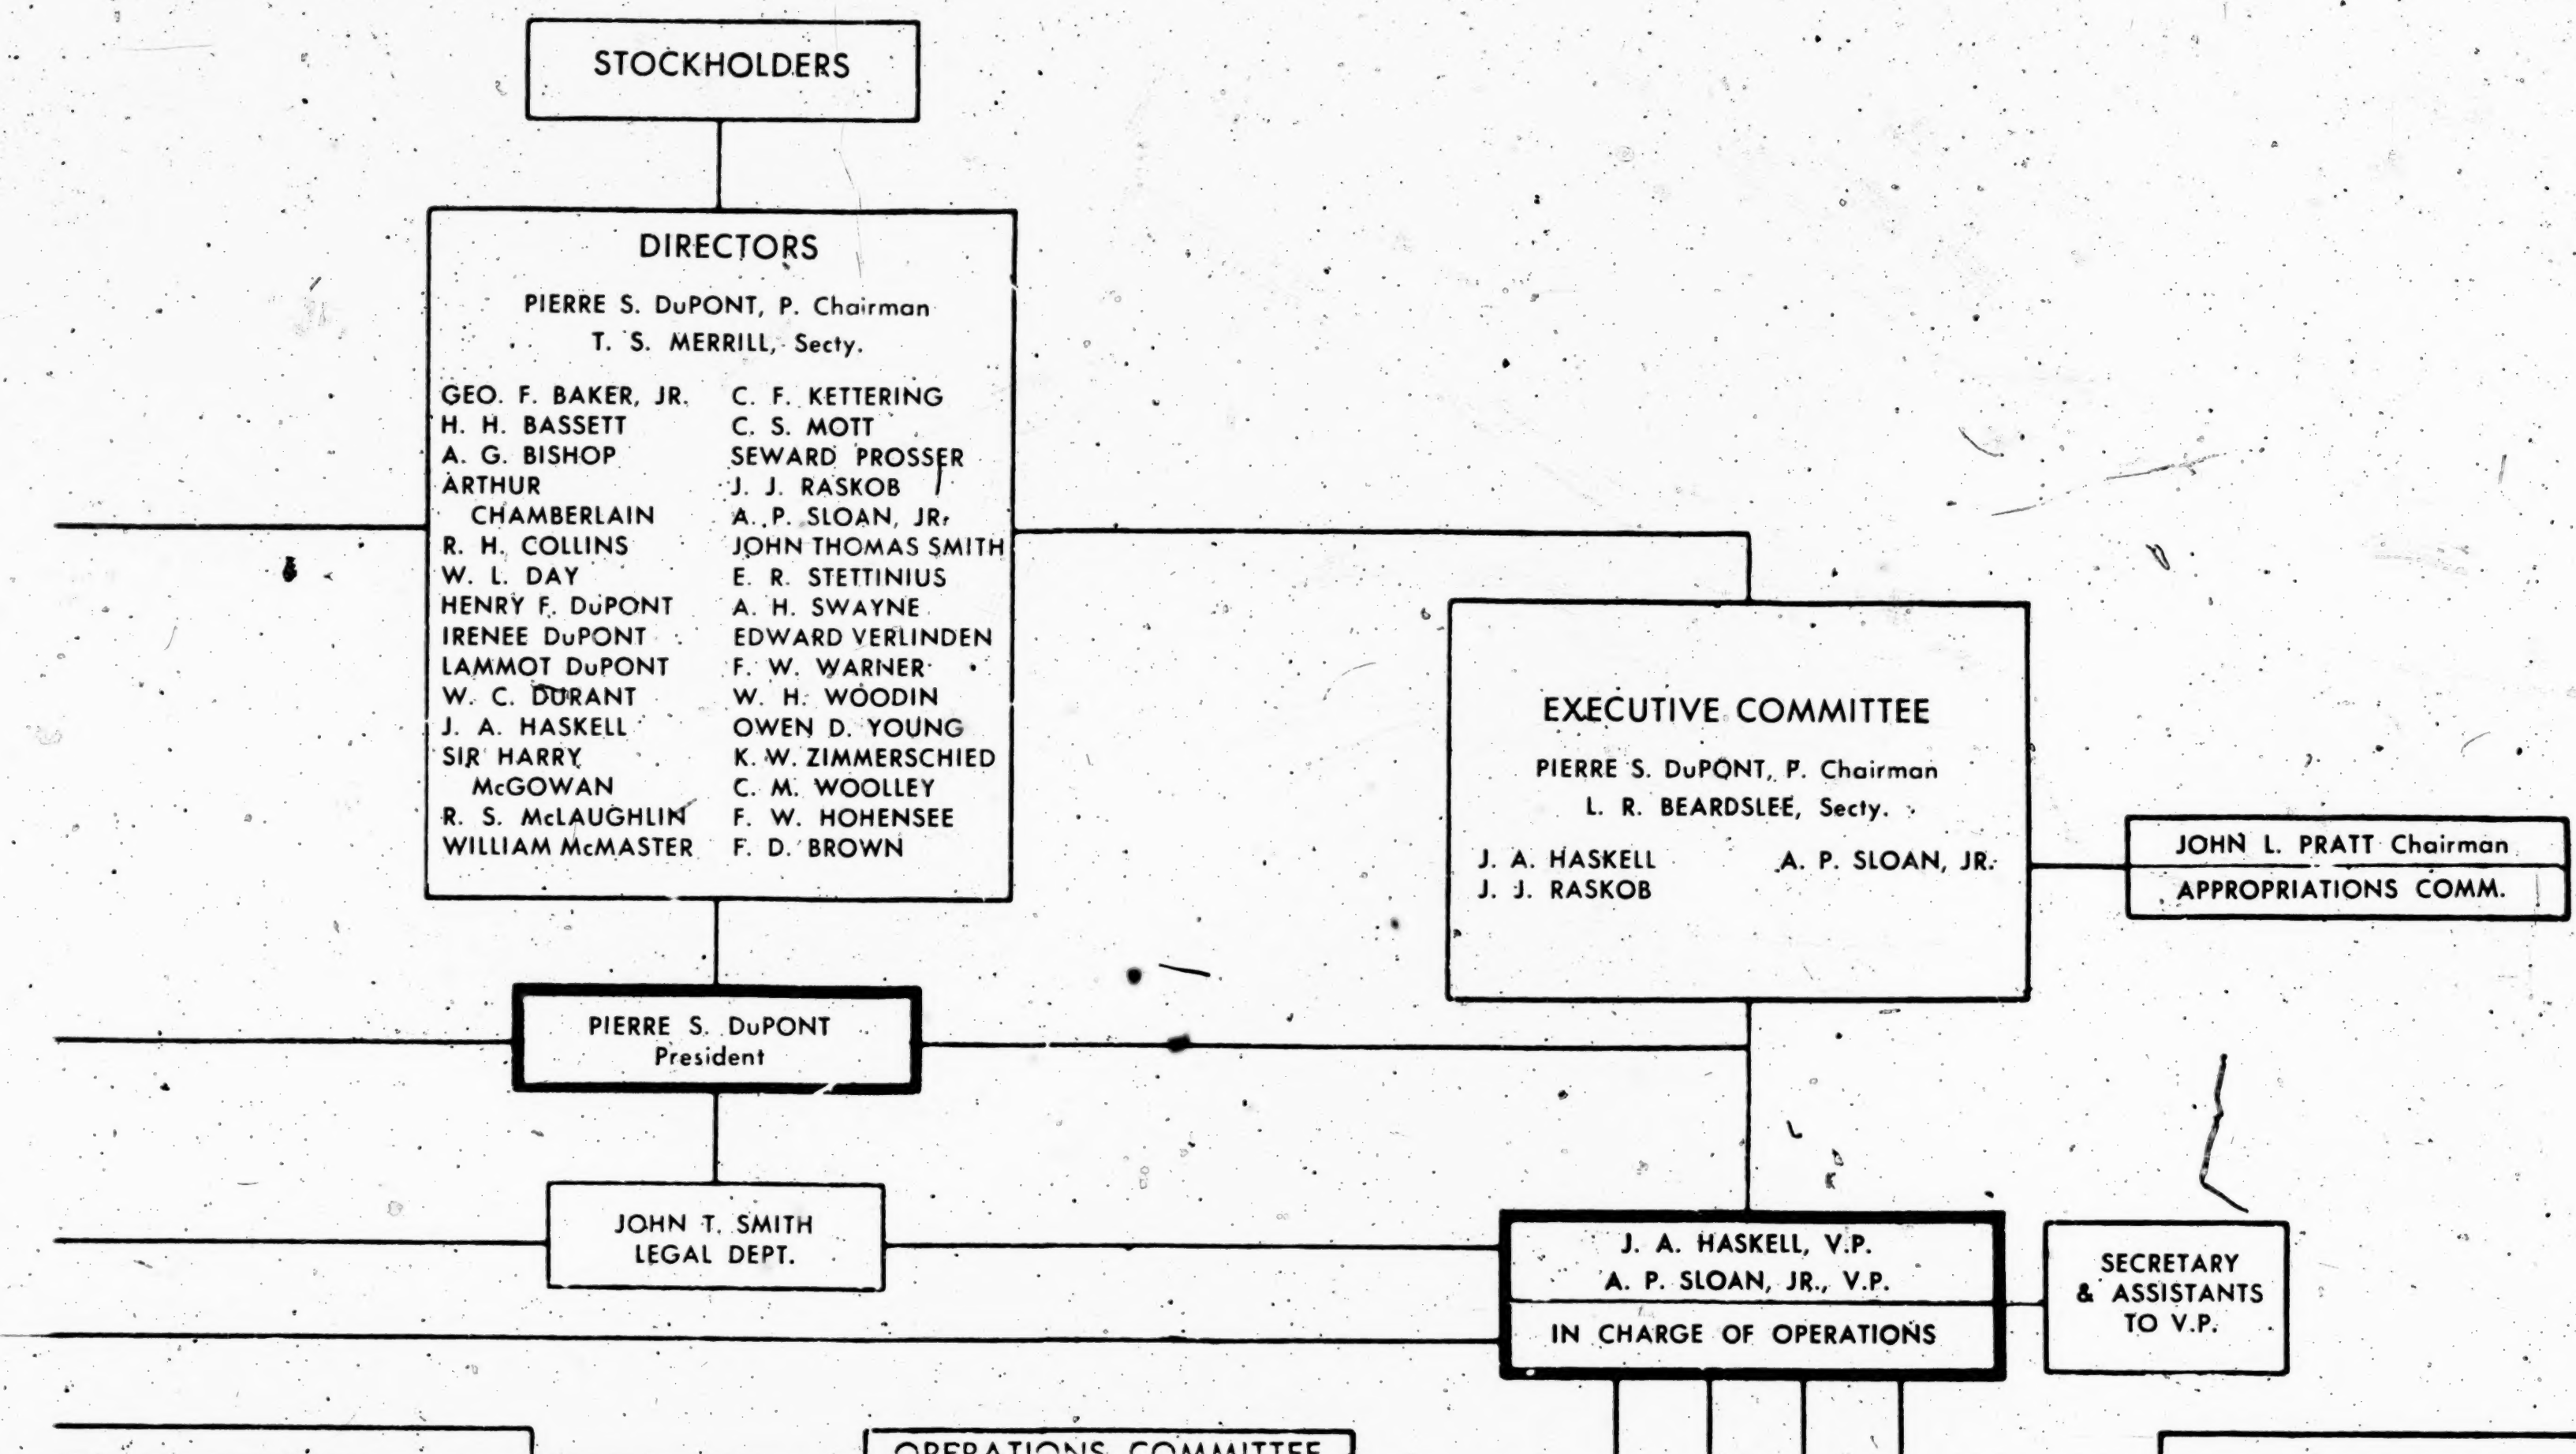 STOCKHOLDERS
DIRECTORS
PIERRE S. DuPONT, P. Chairman
T. S. MERRILL, Secty.
GEO. F. BAKER, JR.
H. H. BASSETT
A. G. BISHOP
ARTHUR
CHAMBERLAIN
R. H. COLLINS
W. L. DAY
HENRY F. DuPONT
IRENEE DuPONT
LAMMOT DuPONT
W. C. DURANT
J. A. HASKELL
SIR HARRY
McGOWAN
R. S. McLAUGHLIN
WILLIAM McMASTER
C. F. KETTERING
C. S. MOTT
SEWARD PROSSER
J. J. RASKOB
A. P. SLOAN, JR.
JOHN THOMAS SMITH
E. R. STETTINIUS
A. H. SWAYNE
EDWARD VERLINDEN
F. W. WARNER
W. H. WOODIN
OWEN D. YOUNG
K. W. ZIMMERSCHIED
C. M. WOOLLEY
F. W. HOHENSEE
F. D. BROWN
EXECUTIVE COMMITTEE
PIERRE S. DuPONT, P. Chairman
L. R. BEARDSLEE, Secty.
J. A. HASKELL
J. J. RASKOB
A. P. SLOAN, JR.
JOHN L. PRATT Chairman
APPROPRIATIONS COMM.
PIERRE S. DuPONT
President
JOHN T. SMITH
LEGAL DEPT.
J. A. HASKELL, V.P.
A. P. SLOAN, JR., V.P.
IN CHARGE OF OPERATIONS
SECRETARY
& ASSISTANTS
TO V.P.
OPERATIONS COMMITTEE